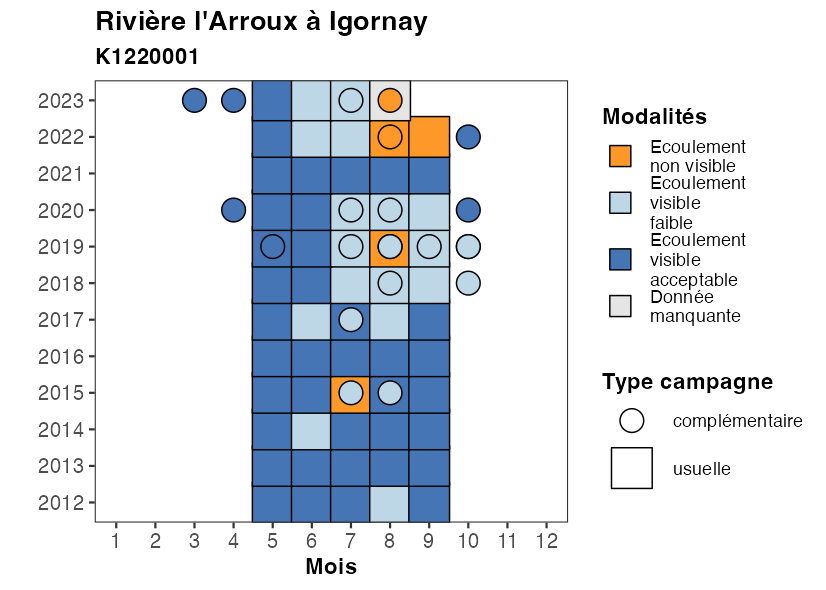 Rivière l'Arroux à Igornay
K1220001
2023
2022
2021
2020
2019
2018
2017
2016
2015
2014
2013
2012
1 2 3 4 5 6 7 8 9 10 11 12
Mois
Modalités
Ecoulement
non visible
Ecoulement
visible
faible
Ecoulement
visible
acceptable
Donnée
manquante
Type campagne
complémentaire
usuelle